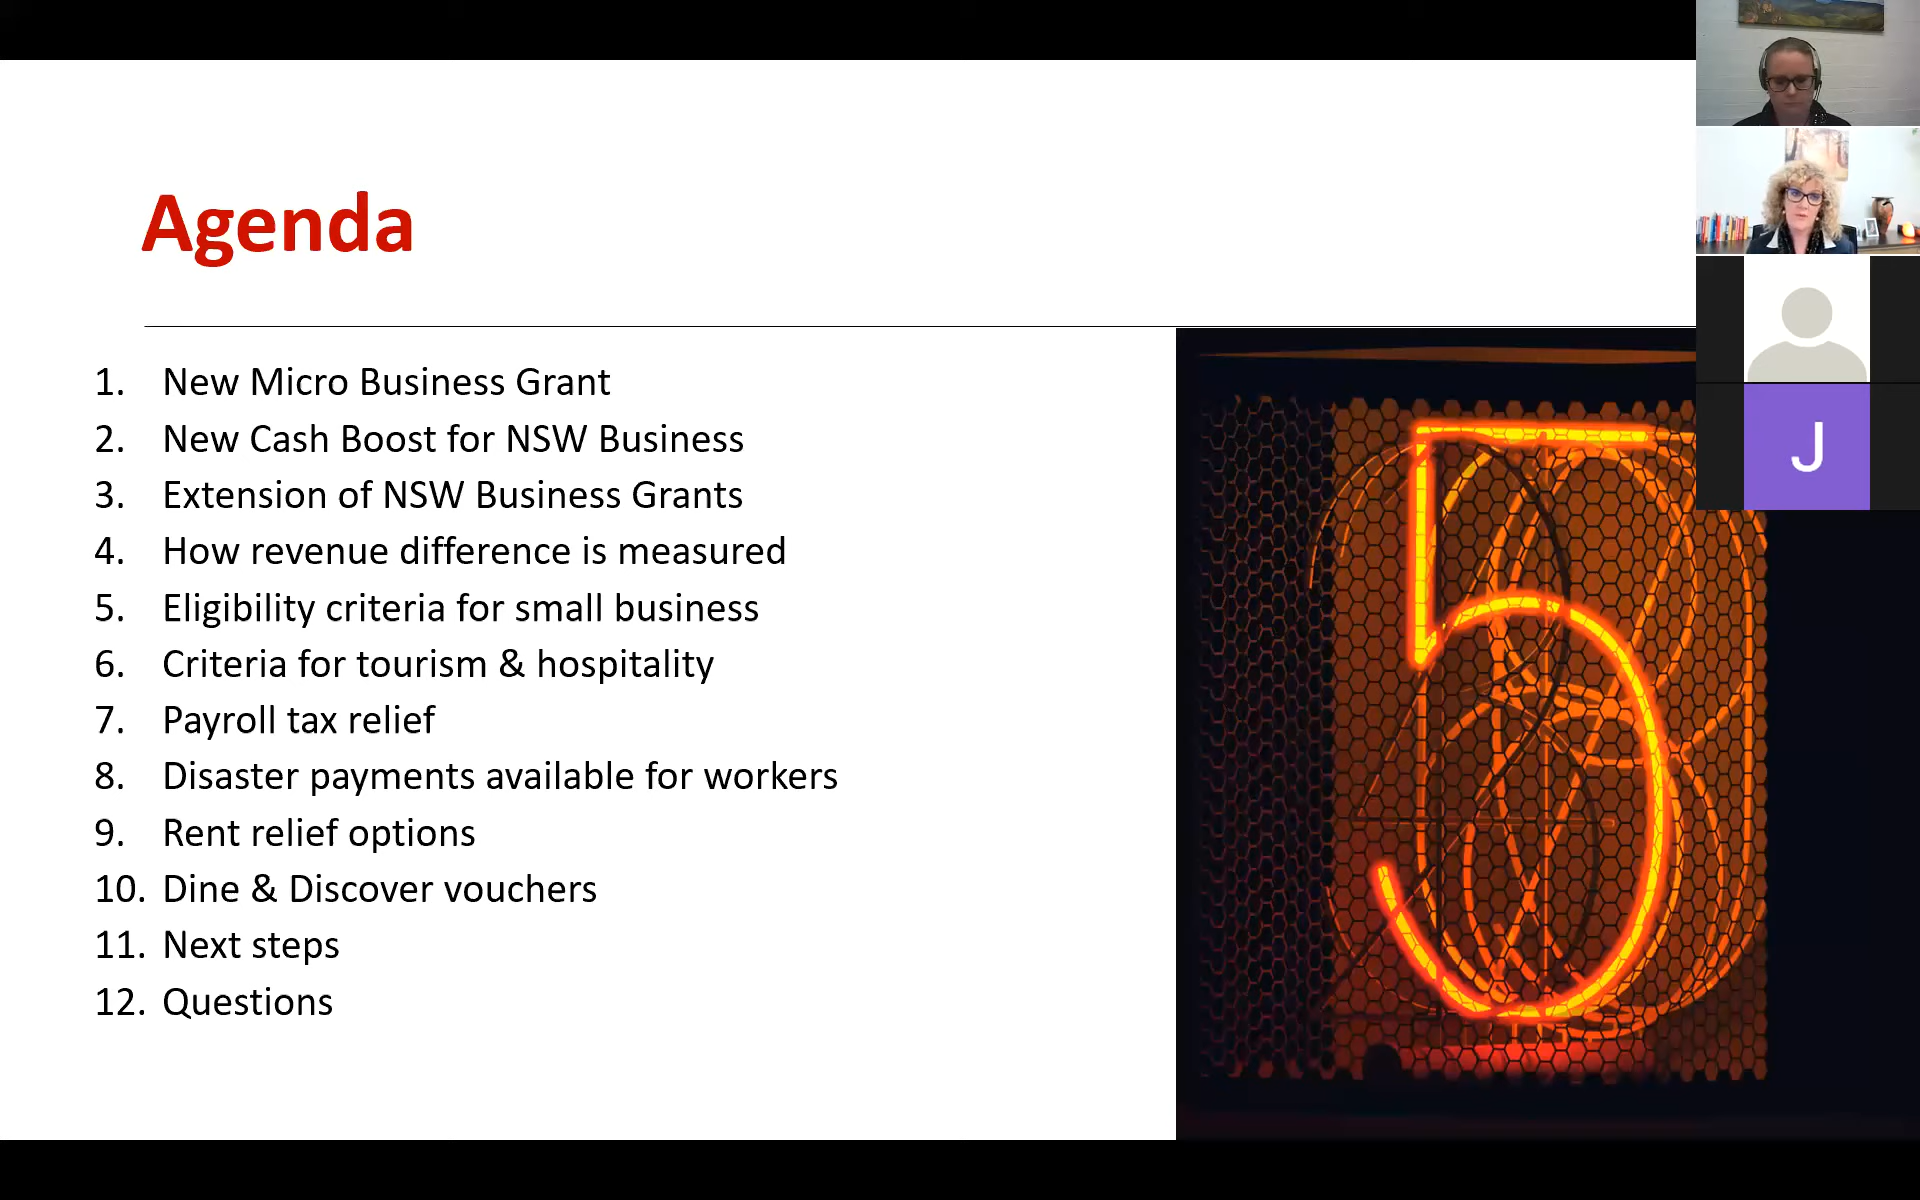 Agenda
1. New Micro Business Grant
2. New Cash Boost for NSW Business
3. Extension of NSW Business Grants
4. How revenue difference is measured
5. Eligibility criteria for small business
6. Criteria for tourism & hospitality
7. Payroll tax relief
8. Disaster payments available for workers
9. Rent relief options
10. Dine & Discover vouchers
11. Next steps
12. Questions
5
J